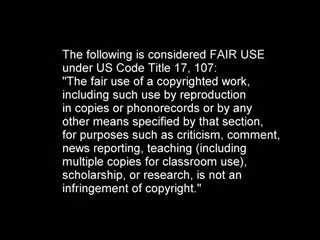 The following is considered FAIR USE
under US Code Title 17, 107:
"The fair use of a copyrighted work,
including such use by reproduction
in copies or phonorecords or by any
other means specified by that section,
for purposes such as criticism, comment,
news reporting, teaching (including
multiple copies for classroom use),
scholarship, or research, is not an
infringement of copyright."